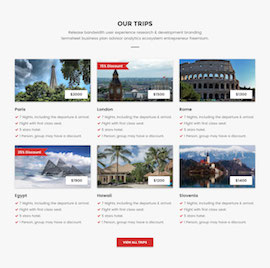 OUR TRIPS
Release bandwidth user experience research & development branding
termsheet business plan advisor analytics ecosystem entrepreneur freemium.
$2000
15% Discount
$1500
$1200
Paris
London
Rome
7 Nights, including the departure & arrival
7 Nights, including the departure & arrival
7 Nights, including the departure & arrival
Flight with first class seat
Flight with first class seat
Flight with first class seat
5 stars hotel
5 stars hotel
5 stars hotel
1 person, group may have a discount
1 person, group may have a discount
1 person, group may have a discount
25% Discount
$1900
$1200
$1400
Egypt
Hawaii
Slovenia
7 Nights, including the departure & arrival
7 Nights, including the departure & arrival
7 Nights, including the departure & arrival
Flight with first class seat
Flight with first class seat
Flight with first class seat
5 stars hotel
5 stars hotel
5 stars hotel
1 person, group may have a discount
1 person, group may have a discount
1 person, group may have a discount
VIEW ALL TRIPS